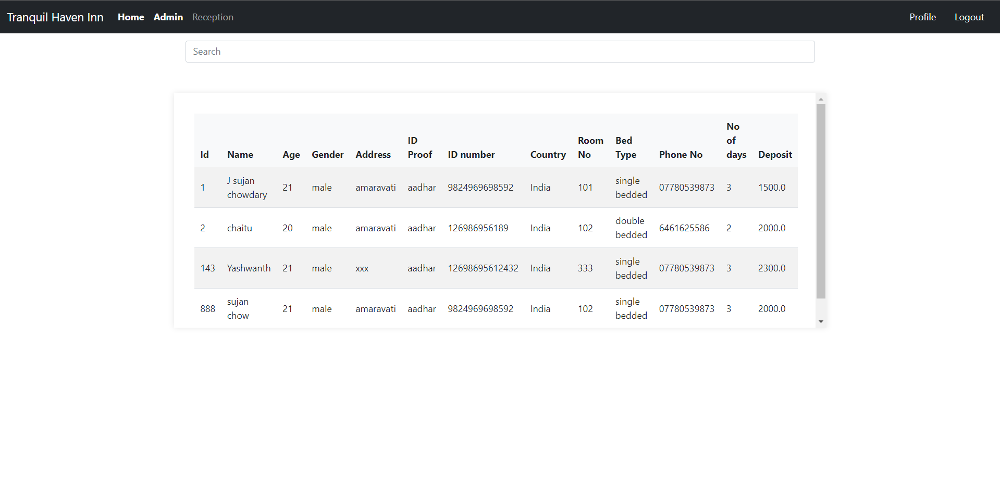 Tranquil Haven Inn Home Admin Reception Profile Logout
Search
Id Name Age Gender Address ID Proof ID number Country Room No Bed Type Phone No No of days Deposit
1 J sujan chowdary 21 male amaravati aadhar 9824969698592 India 101 single bedded 07780539873 3 1500.0
2 chaitu 20 male amaravati aadhar 126986956189 India 102 double bedded 6461625586 2 2000.0
143 Yashwanth 21 male xxx aadhar 12698695612432 India 333 single bedded 07780539873 3 2300.0
888 sujan chow 21 male amaravati aadhar 9824969698592 India 102 single bedded 07780539873 3 2000.0